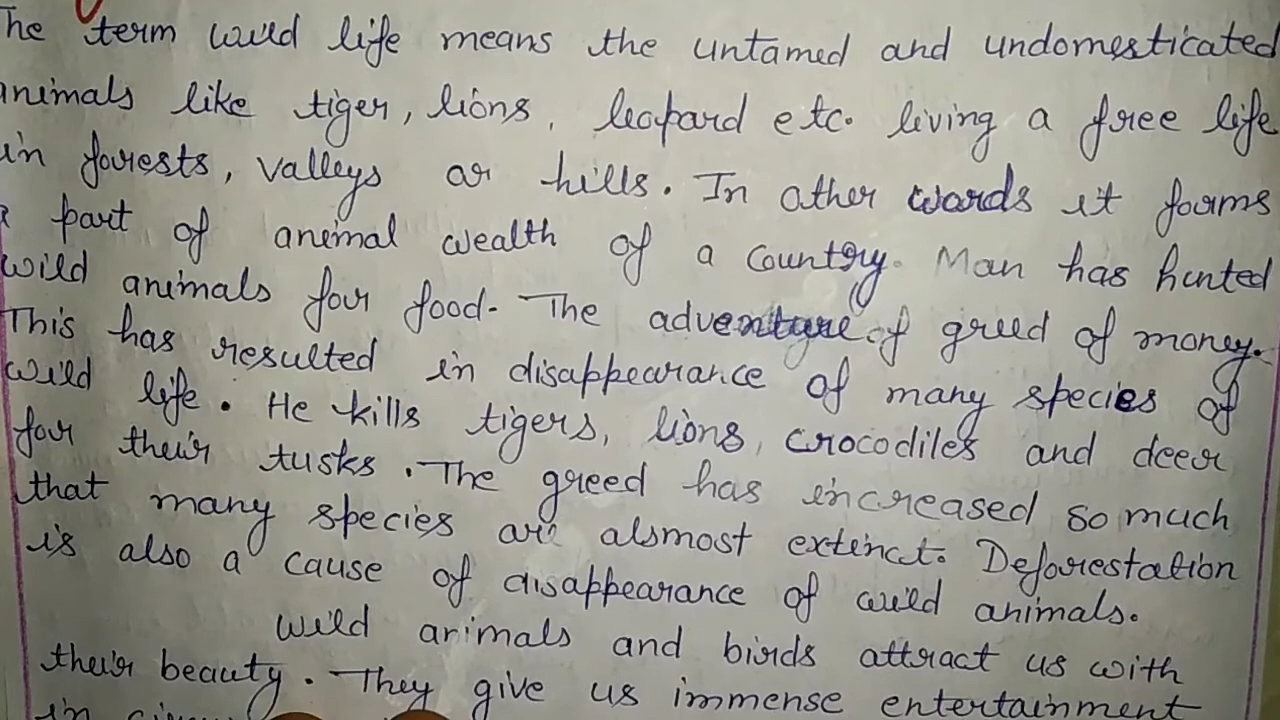 The term wild life means the untamed and undomesticated
animals like tiger, lions, leopard etc. living a free life
in forests, valleys or hills. In other words it forms
a part of animal wealth of a country. Man has hunted
wild animals for food. The adventure of greed of money.
This has resulted in disappearance of many species of
wild life. He kills tigers, lions, crocodiles and deer
for their tusks. The greed has increased so much
that many species are alsmost extinct. Deforestation
is also a cause of disappearance of wild animals.
wild animals and birds attract us with
their beauty. They give us immense entertainment
in